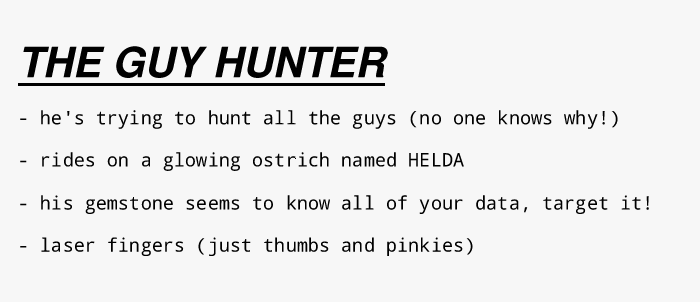 THE GUY HUNTER
- he's trying to hunt all the guys (no one knows why!)
- rides on a glowing ostrich named HELDA
- his gemstone seems to know all of your data, target it!
- laser fingers (just thumbs and pinkies)